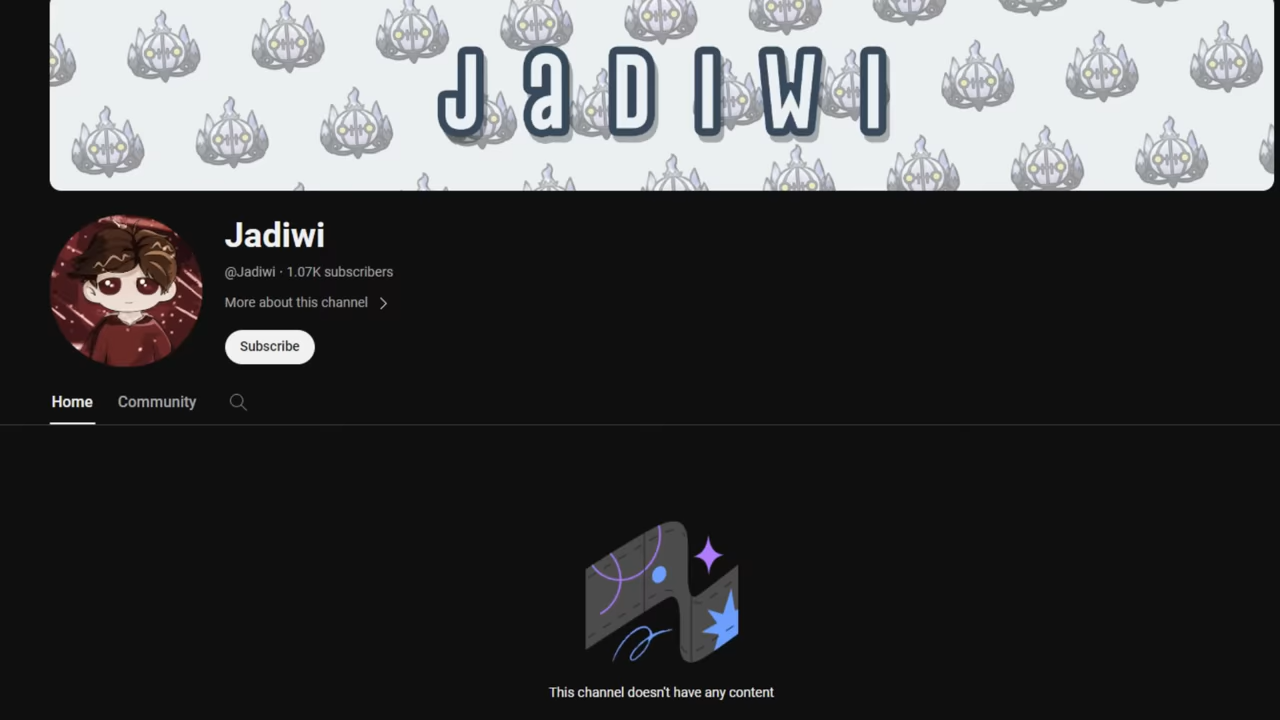 JaDIWI
Jadiwi
@Jadiwi · 1.07K subscribers
More about this channel
Subscribe
Home Community
This channel doesn't have any content